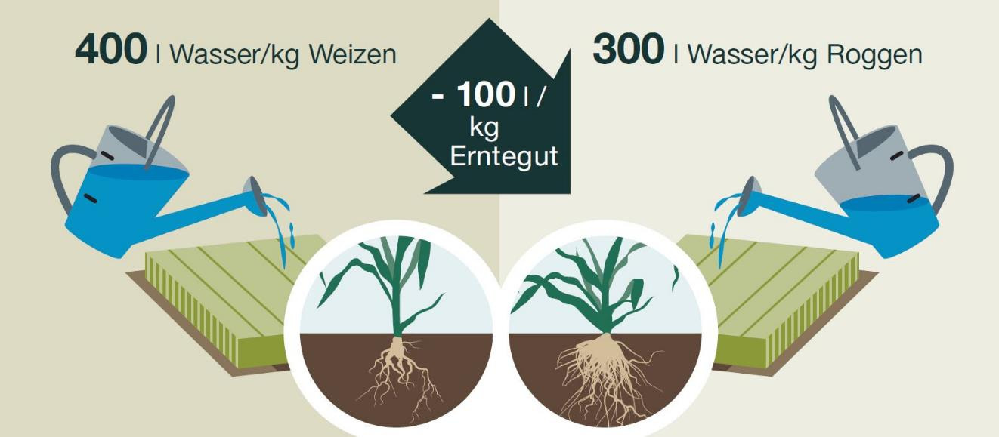 400 l Wasser/kg Weizen
- 100 l /
kg
Erntegut
300 l Wasser/kg Roggen